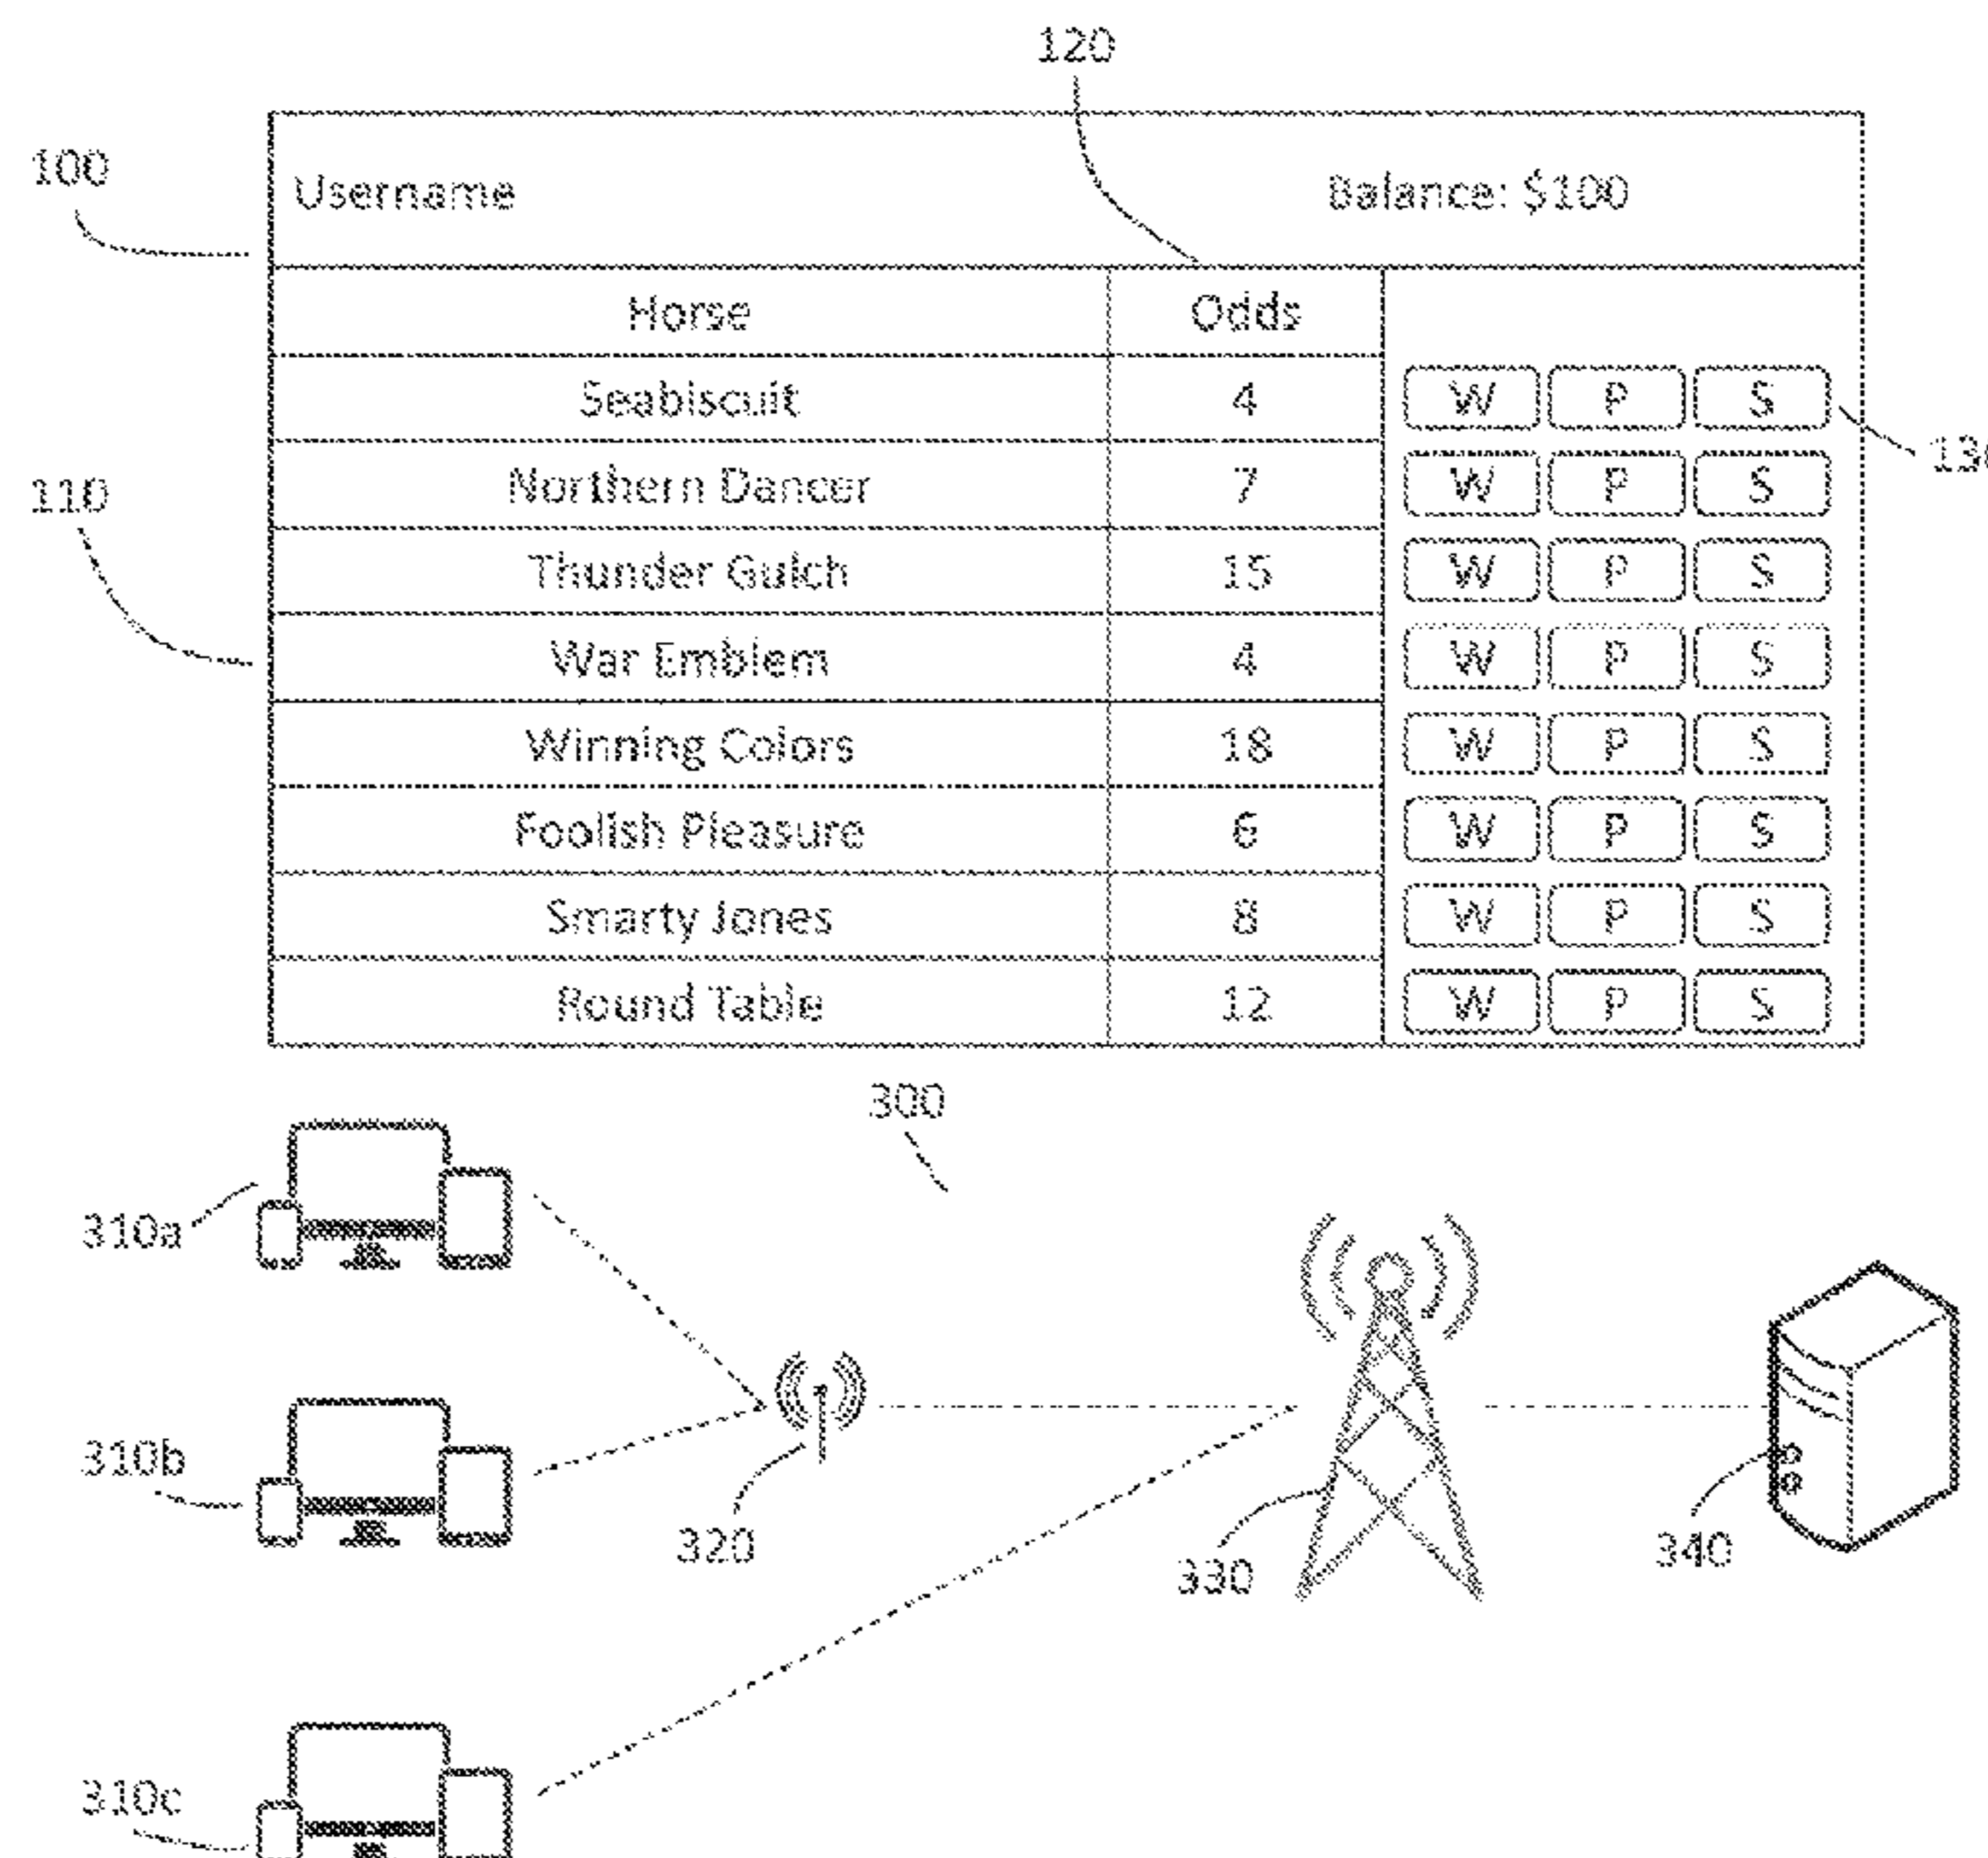 120
100
Username Balance: $100
Horse Odds
Seabiscuit 4 W P S
130
Northern Dancer 7 W P S
110
Thunder Gulch 15 W P S
War Emblem 4 W P S
Winning Colors 18 W P S
Foolish Pleasure 6 W P S
Smarty Jones 8 W P S
Round Table 12 W P S
300
310a
310b
320
330
340
310c